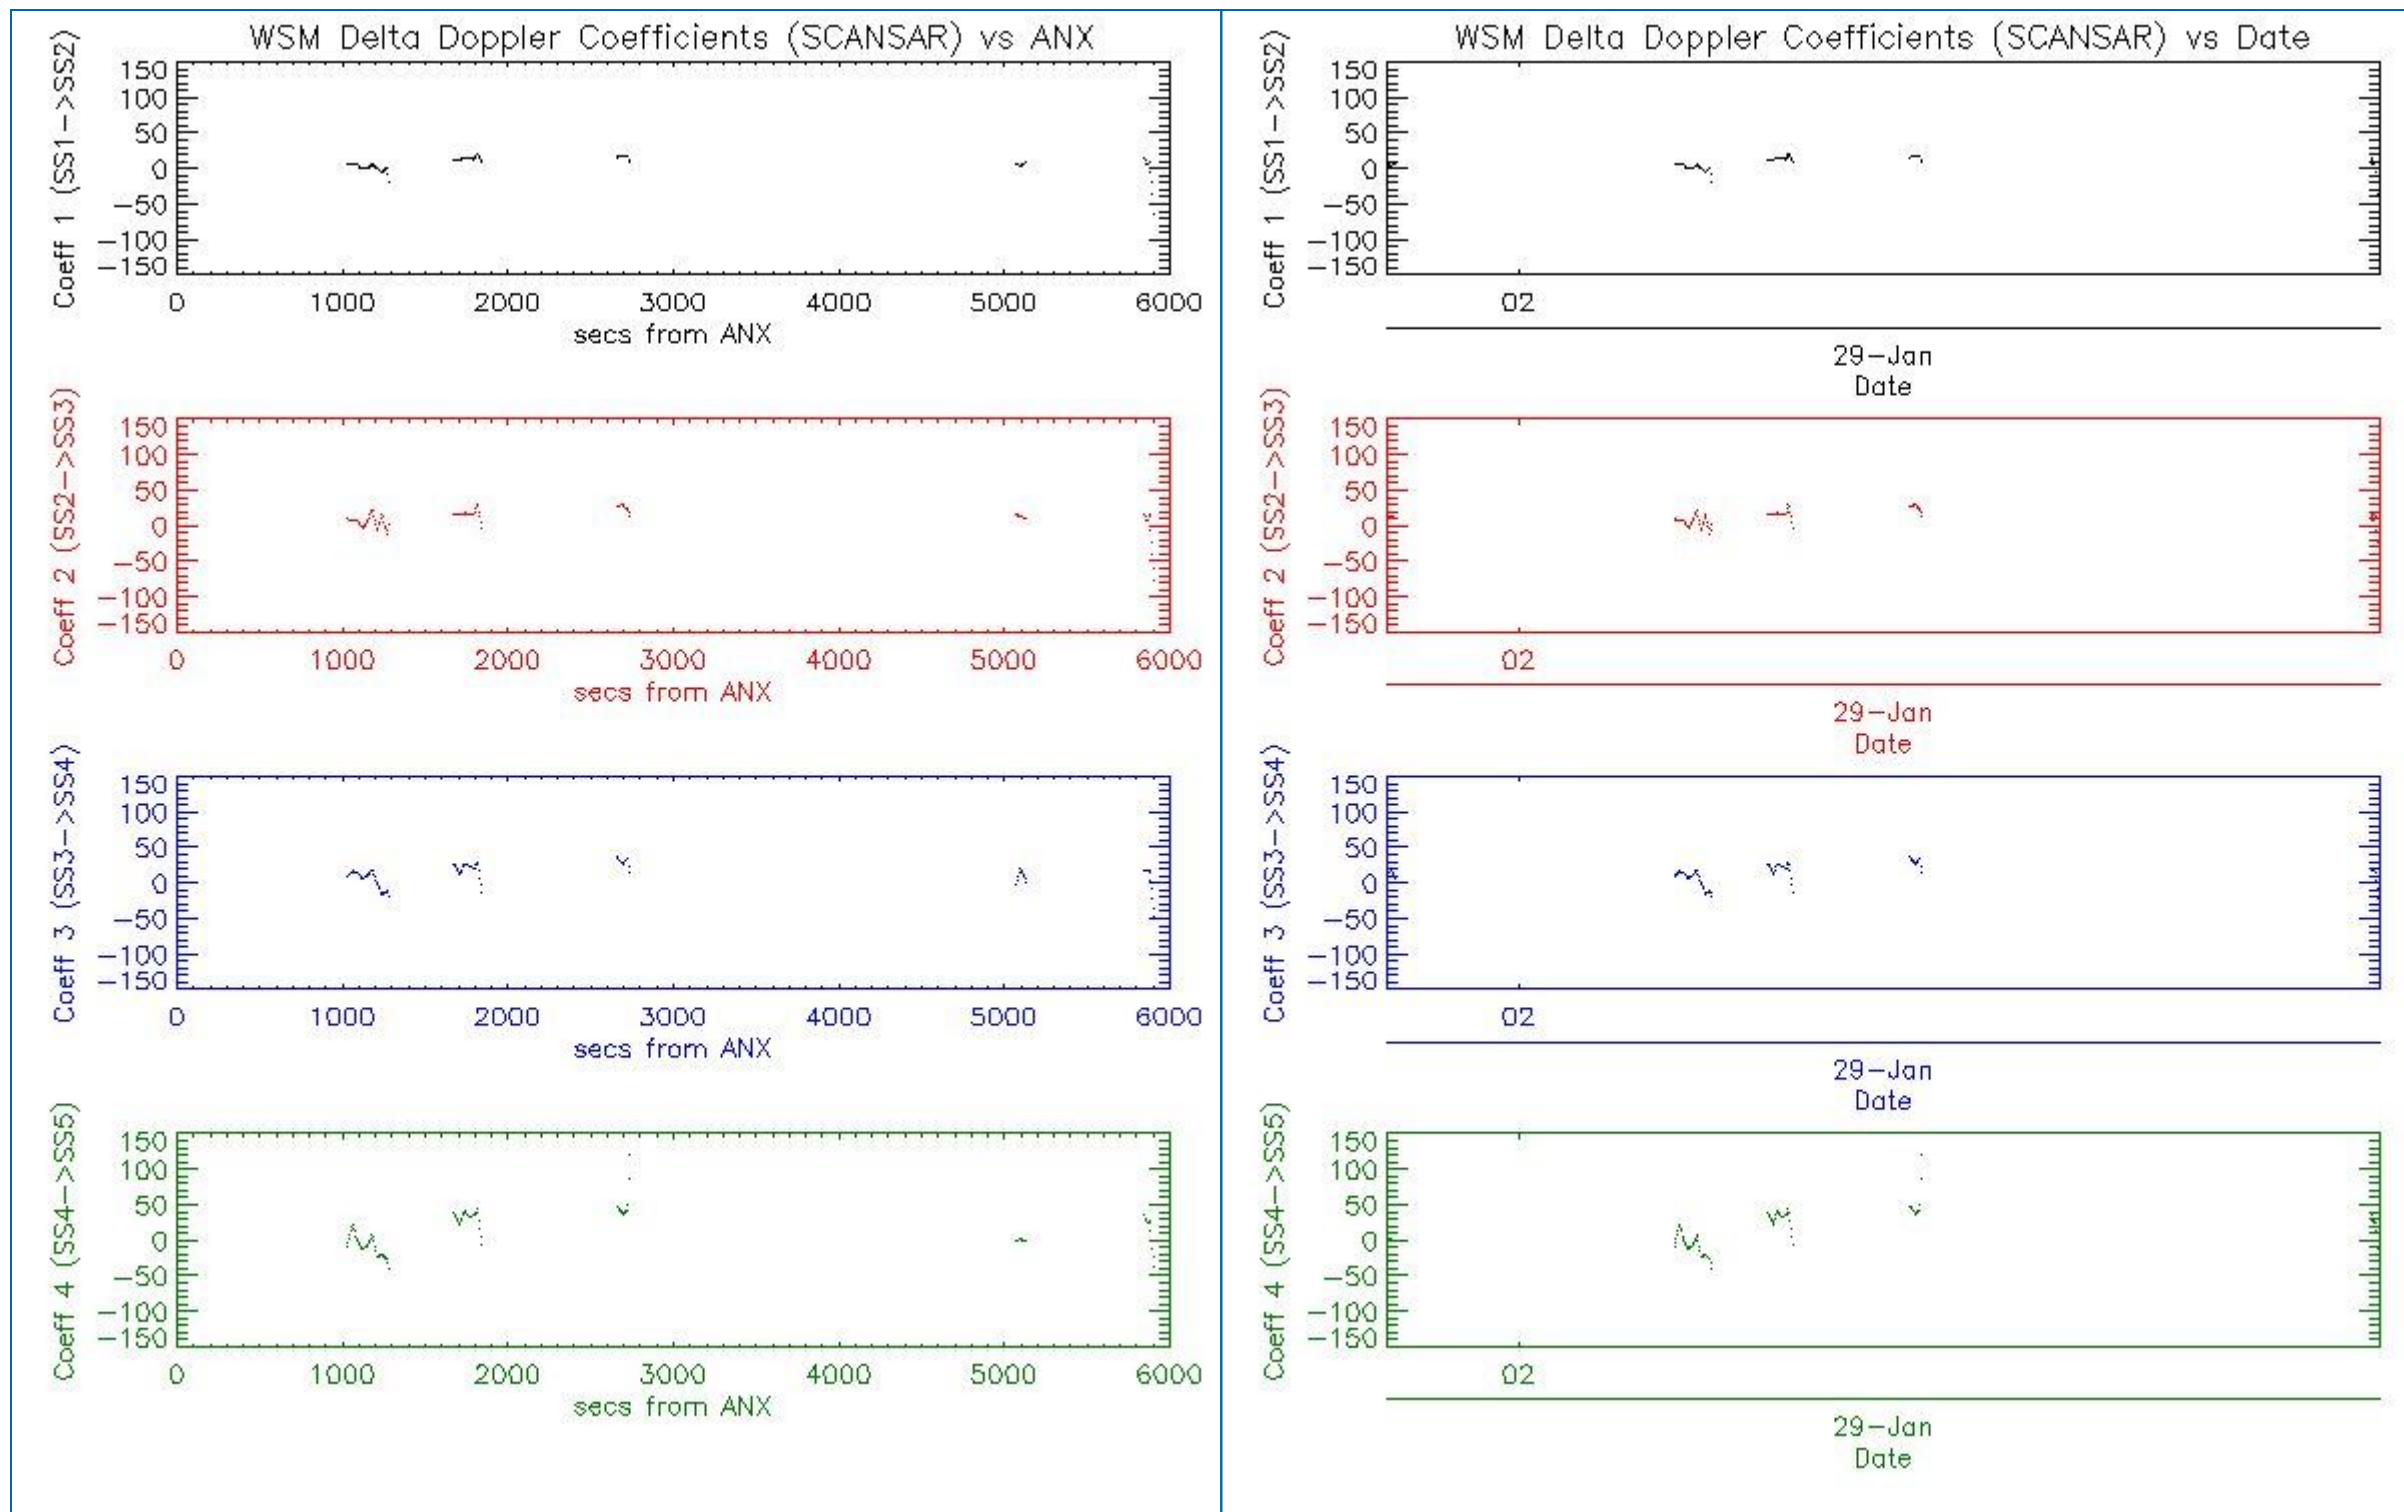 WSM Delta Doppler Coefficients (SCANSAR) vs ANX
Coeff 1 (SS1->SS2)
150
100
50
0
-50
-100
-150
0 1000 2000 3000 4000 5000 6000
secs from ANX
Coeff 2 (SS2->SS3)
150
100
50
0
-50
-100
-150
0 1000 2000 3000 4000 5000 6000
secs from ANX
Coeff 3 (SS3->SS4)
150
100
50
0
-50
-100
-150
0 1000 2000 3000 4000 5000 6000
secs from ANX
Coeff 4 (SS4->SS5)
150
100
50
0
-50
-100
-150
0 1000 2000 3000 4000 5000 6000
secs from ANX
WSM Delta Doppler Coefficients (SCANSAR) vs Date
Coeff 1 (SS1->SS2)
150
100
50
0
-50
-100
-150
02
29-Jan
Date
Coeff 2 (SS2->SS3)
150
100
50
0
-50
-100
-150
02
29-Jan
Date
Coeff 3 (SS3->SS4)
150
100
50
0
-50
-100
-150
02
29-Jan
Date
Coeff 4 (SS4->SS5)
150
100
50
0
-50
-100
-150
02
29-Jan
Date